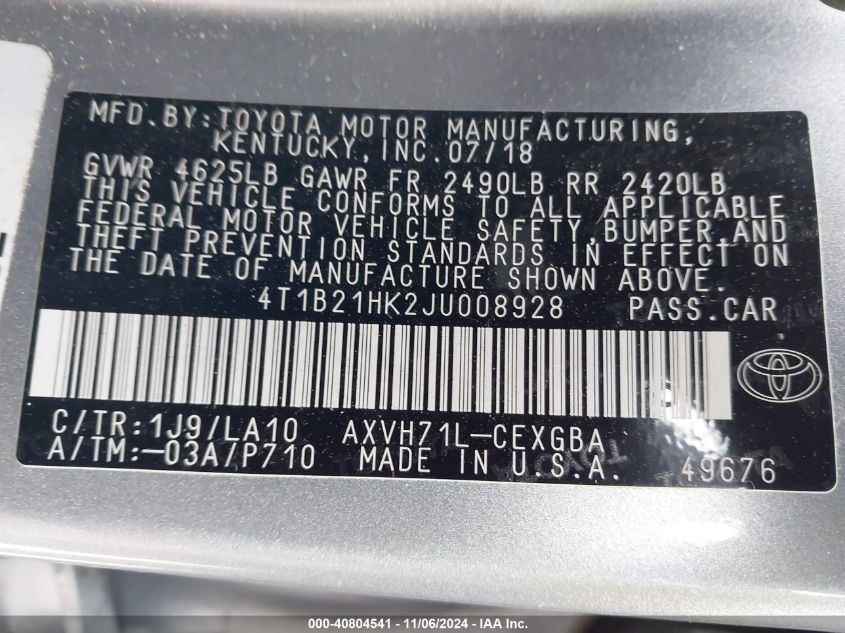 MFD.BY:TOYOTA MOTOR MANUFACTURING,
KENTUCKY, INC. 07/18
GVWR 4625LB GAWR FR 2490LB RR 2420LB
THIS VEHICLE CONFORMS TO ALL APPLICABLE
FEDERAL MOTOR VEHICLE SAFETY,BUMPER,AND
THEFT PREVENTION STANDARDS IN EFFECT ON
THE DATE OF MANUFACTURE SHOWN ABOVE.
4T1B21HK2JU008928 PASS.CAR
C/TR:1J9/LA10 AXVH71L-CEXGBA
A/TM:-03A/P710 MADE IN U.S.A. 49676
000-40804541 - 11/06/2024 - IAA Inc.